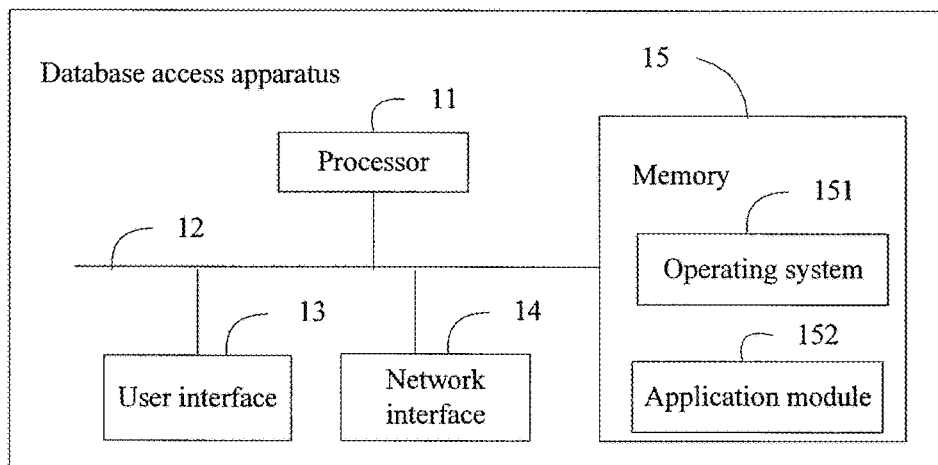 Database access apparatus
11
15
Processor
Memory
151
12
Operating system
13
14
152
User interface
Network
interface
Application module